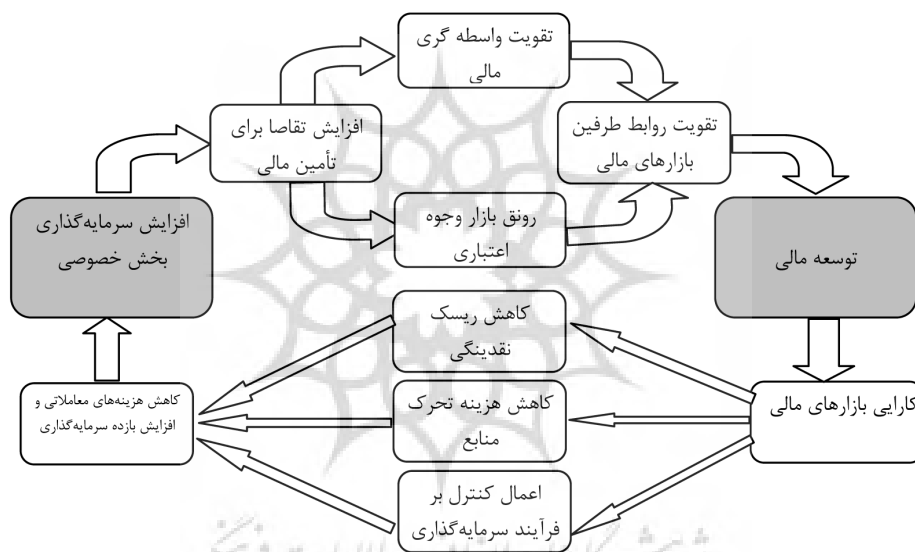 تقویت واسطه گری
مالی
افزایش تقاصا برای
تأمین مالی
تقویت روابط طرفین
بازارهای مالی
رونق بازار وجوه
اعتباری
افزایش سرمایه‌گذاری
بخش خصوصی
توسعه مالی
کاهش ریسک
نقدینگی
کاهش هزینه‌های معاملاتی و
افزایش بازده سرمایه‌گذاری
کاهش هزینه تحرک
منابع
کارایی بازارهای مالی
اعمال کنترل بر
فرآیند سرمایه‌گذاری